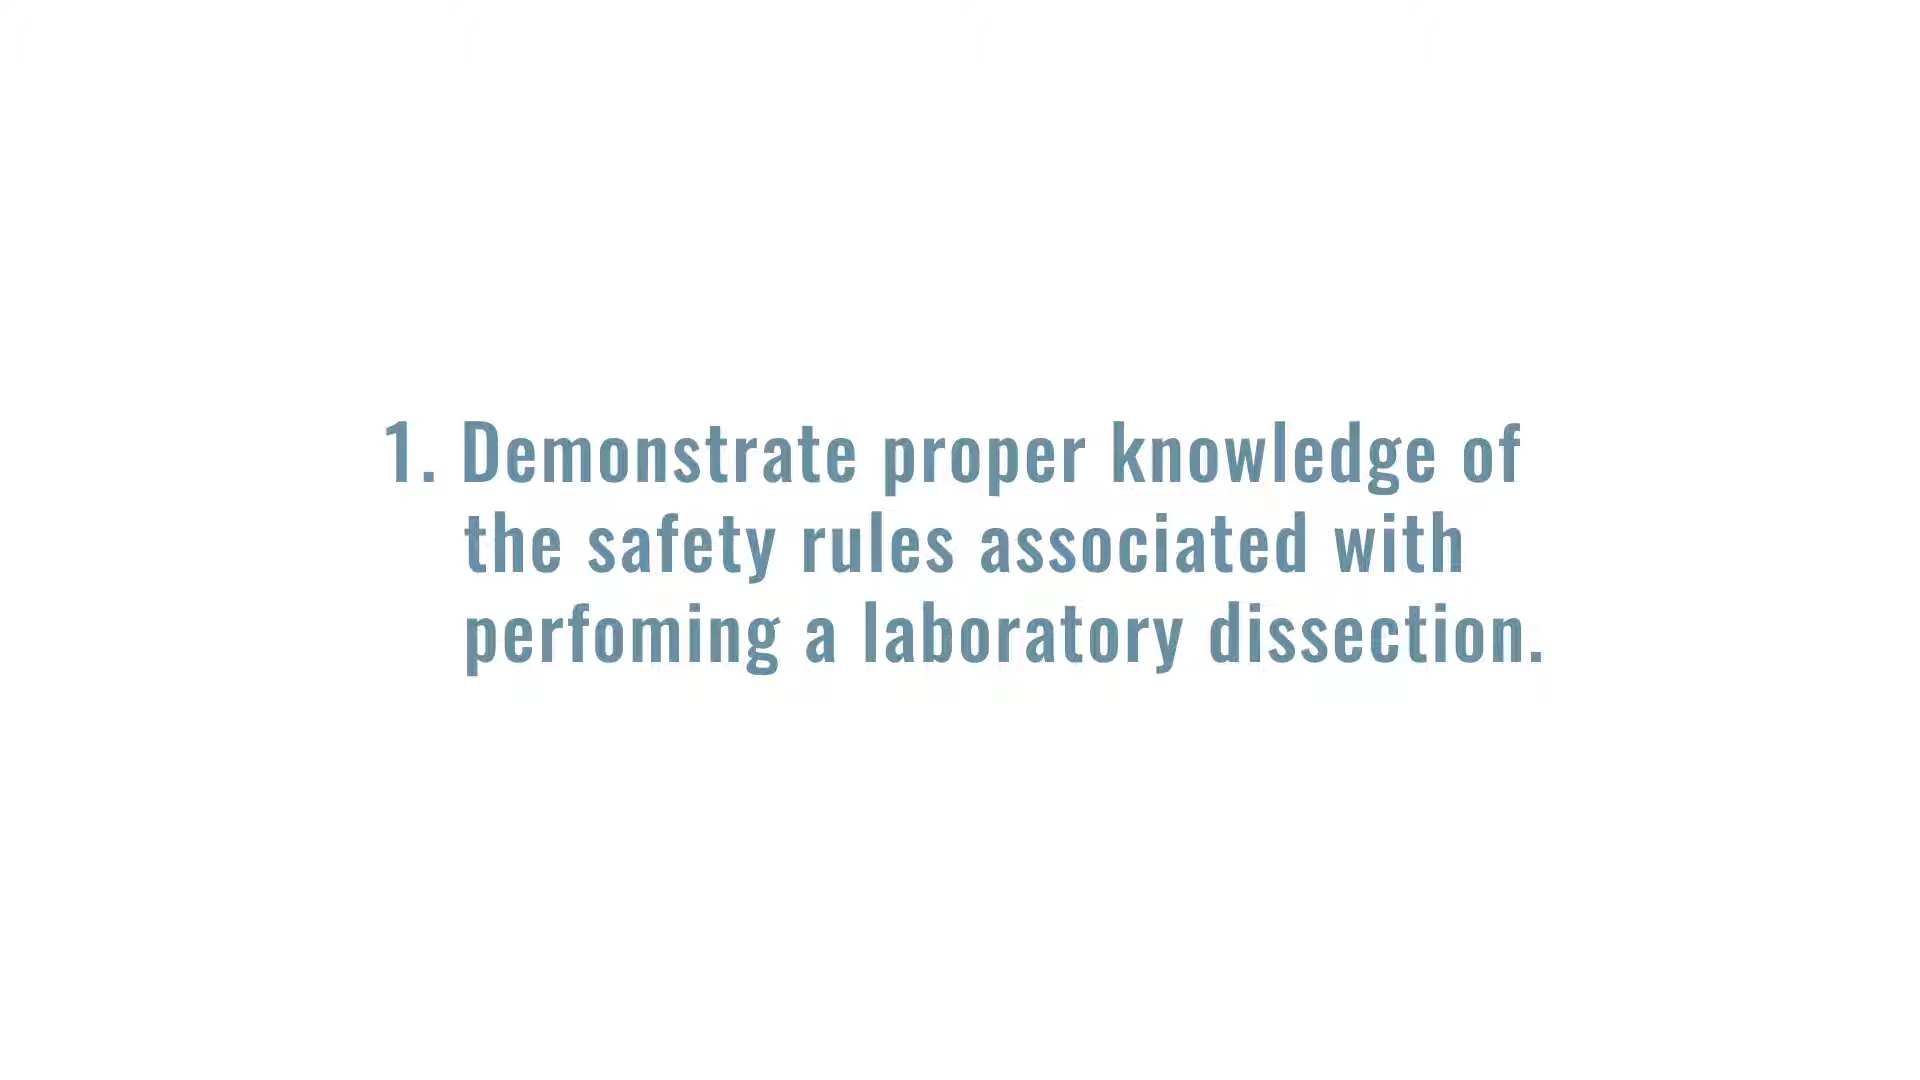 1. Demonstrate proper knowledge of
the safety rules associated with
perfoming a laboratory dissection.